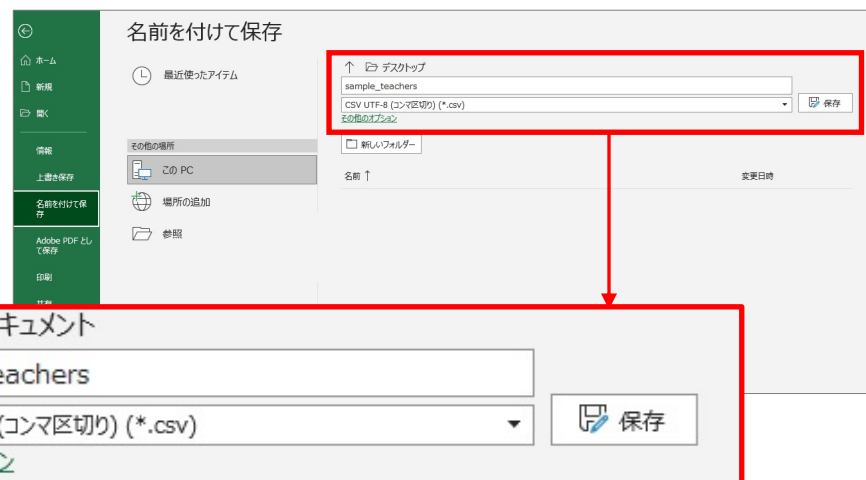 名前を付けて保存
ホーム
新規
開く
情報
上書き保存
名前を付けて保
存
Adobe PDF とし
て保存
印刷
最近使ったアイテム
その他の場所
この PC
場所の追加
参照
↑ デスクトップ
sample_teachers
CSV UTF-8 (コンマ区切り) (*.csv)
保存
その他のオプション
新しいフォルダー
名前 ↑ 変更日時
キュメント
eachers
(コンマ区切り) (*.csv)
保存
ン